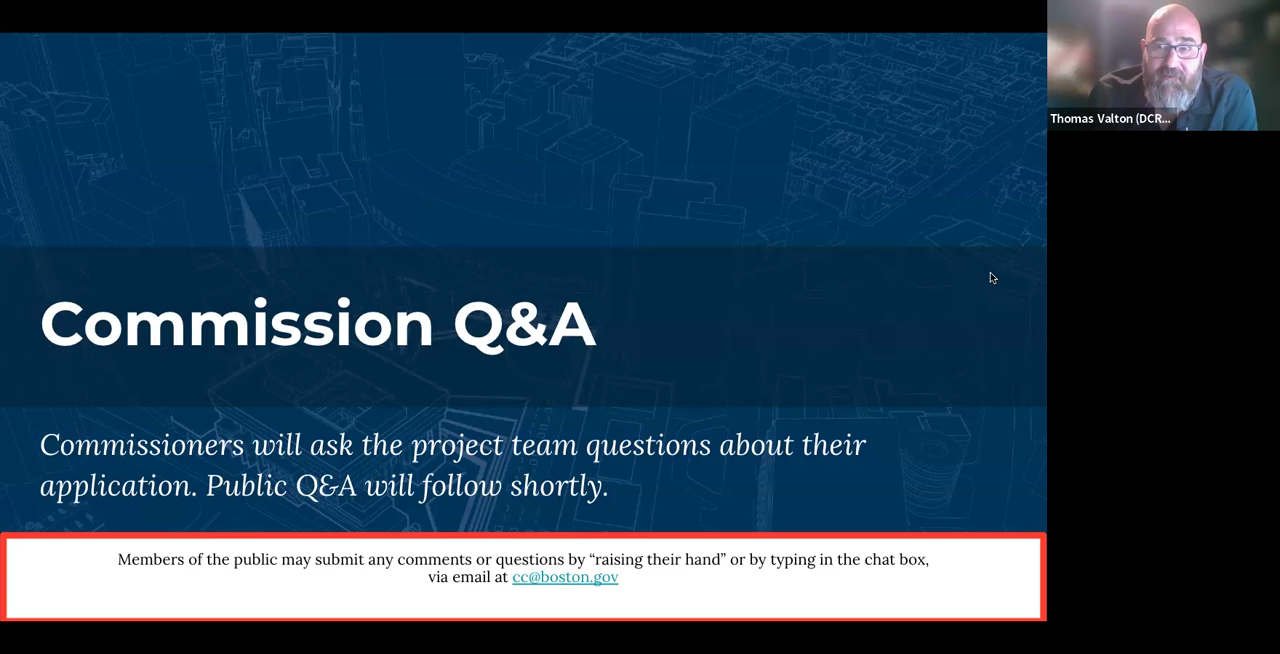 Thomas Valton (DCR...
Commission Q&A
Commissioners will ask the project team questions about their
application. Public Q&A will follow shortly.
Members of the public may submit any comments or questions by “raising their hand” or by typing in the chat box,
via email at cc@boston.gov